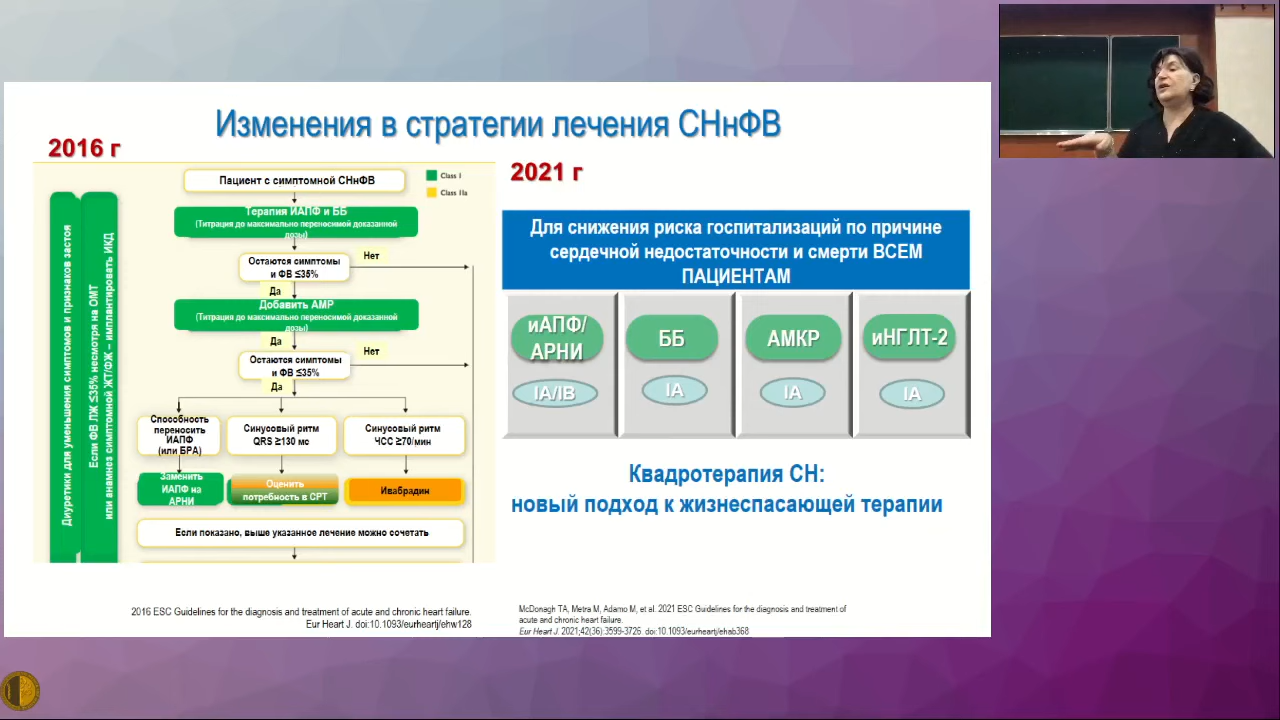 Изменения в стратегии лечения СНнФВ
2016 г
Class I
Class IIa
Диуретики для уменьшения симптомов и признаков застоя
Если ФВ ЛЖ ≤35% несмотря на ОМТ
или анамнез симптомной ЖТ/ФЖ – имплантировать ИКД
Пациент с симптомной СНнФВ
Терапия ИАПФ и ББ
(Титрация до максимально переносимой доказанной
дозы)
Остаются симптомы
и ФВ ≤35%
Нет
Да
Добавить АМР
(Титрация до максимально переносимой доказанной
дозы)
Да
Остаются симптомы
и ФВ ≤35%
Нет
Да
Способность
переносить
ИАПФ
(или БРА)
Синусовый ритм
QRS ≥130 мс
Синусовый ритм
ЧСС ≥70/мин
Заменить
ИАПФ на
АРНИ
Оценить
потребность в СРТ
Ивабрадин
Если показано, выше указанное лечение можно сочетать
2016 ESC Guidelines for the diagnosis and treatment of acute and chronic heart failure.
Eur Heart J. doi:10.1093/eurheartj/ehw128
2021 г
Для снижения риска госпитализаций по причине
сердечной недостаточности и смерти ВСЕМ
ПАЦИЕНТАМ
иАПФ/
АРНИ
ББ
АМКР
иНГЛТ-2
IA/IB
IA
IA
IA
Квадротерапия СН:
новый подход к жизнеспасающей терапии
McDonagh TA, Metra M, Adamo M, et al. 2021 ESC Guidelines for the diagnosis and treatment of
acute and chronic heart failure.
Eur Heart J. 2021;42(36):3599-3726. doi:10.1093/eurheartj/ehab368